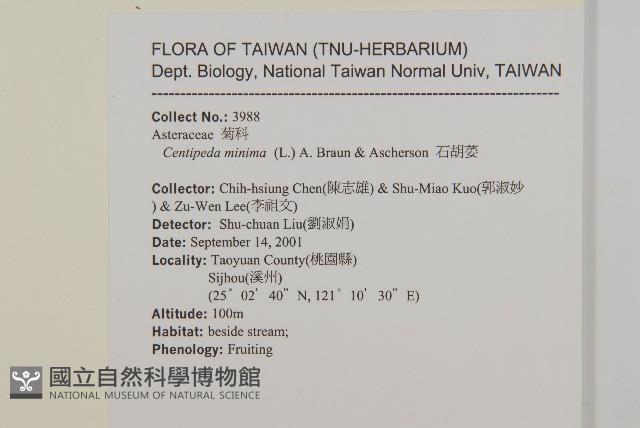 FLORA OF TAIWAN (TNU-HERBARIUM)
Dept. Biology, National Taiwan Normal Univ, TAIWAN
------------------------------------------------------------------------
Collect No.: 3988
Asteraceae 菊科
Centipeda minima (L.) A. Braun & Ascherson 石胡荽
Collector: Chih-hsiung Chen(陳志雄) & Shu-Miao Kuo(郭淑妙
) & Zu-Wen Lee(李祖文)
Detector: Shu-chuan Liu(劉淑娟)
Date: September 14, 2001
Locality: Taoyuan County(桃園縣)
Sijhou(溪州)
(25° 02' 40" N, 121° 10' 30" E)
Altitude: 100m
Habitat: beside stream;
Phenology: Fruiting
國立自然科學博物館
NATIONAL MUSEUM OF NATURAL SCIENCE